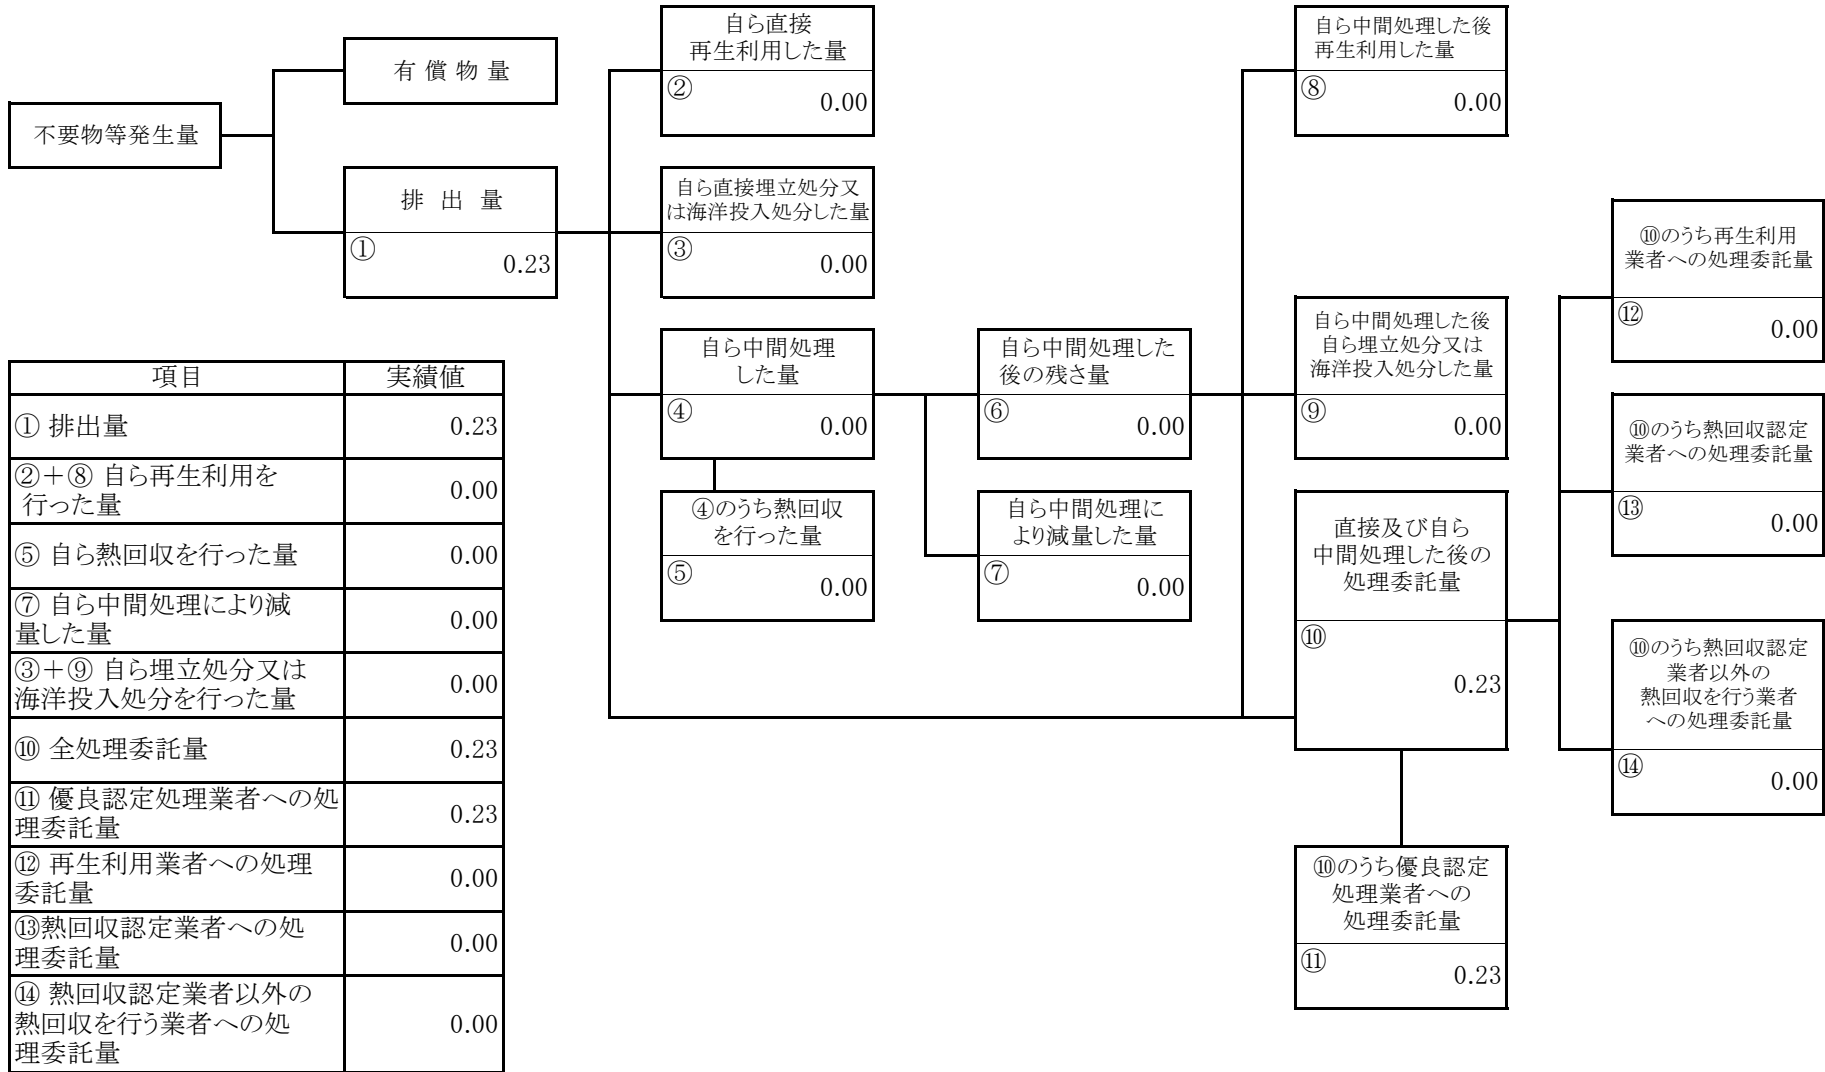 不要物等発生量
有 償 物 量
排 出 量
①
0.23
自ら直接
再生利用した量
②
0.00
自ら直接埋立処分又
は海洋投入処分した量
③
0.00
自ら中間処理
した量
④
0.00
④のうち熱回収
を行った量
⑤
0.00
自ら中間処理した
後の残さ量
⑥
0.00
自ら中間処理に
より減量した量
⑦
0.00
自ら中間処理した後
再生利用した量
⑧
0.00
自ら中間処理した後
自ら埋立処分又は
海洋投入処分した量
⑨
0.00
直接及び自ら
中間処理した後の
処理委託量
⑩
0.23
⑩のうち優良認定
処理業者への
処理委託量
⑪
0.23
⑩のうち再生利用
業者への処理委託量
⑫
0.00
⑩のうち熱回収認定
業者への処理委託量
⑬
0.00
⑩のうち熱回収認定
業者以外の
熱回収を行う業者
への処理委託量
⑭
0.00
項目 実績値
① 排出量 0.23
②+⑧ 自ら再生利用を
行った量
0.00
⑤ 自ら熱回収を行った量 0.00
⑦ 自ら中間処理により減
量した量
0.00
③+⑨ 自ら埋立処分又は
海洋投入処分を行った量
0.00
⑩ 全処理委託量 0.23
⑪ 優良認定処理業者への処
理委託量
0.23
⑫ 再生利用業者への処理
委託量
0.00
⑬熱回収認定業者への処
理委託量
0.00
⑭ 熱回収認定業者以外の
熱回収を行う業者への処
理委託量
0.00